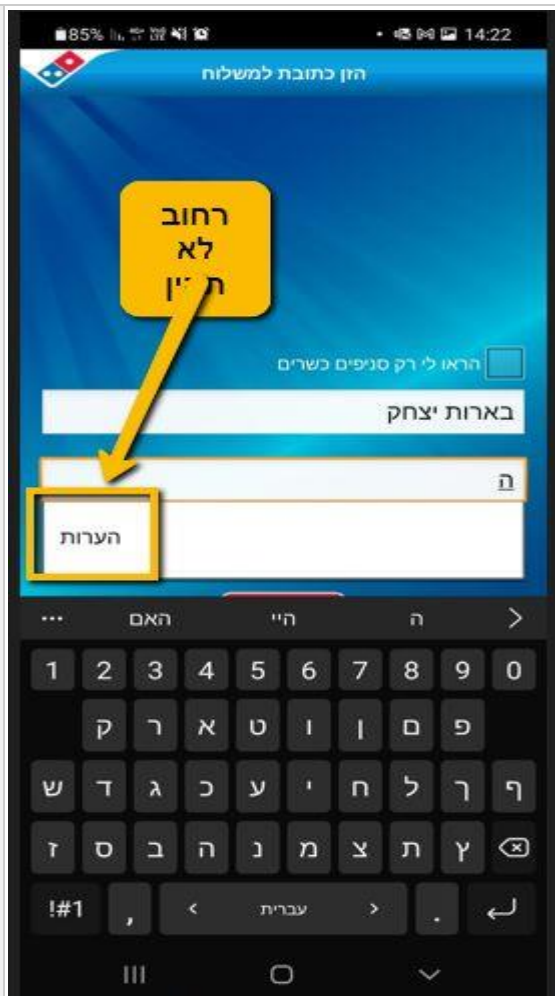 85% 14:22
הזן כתובת למשלוח
רחוב
לא
הראו לי רק סניפים כשרים
בארות יצחק
ה
הערות
... האם היי ה
1 2 3 4 5 6 7 8 9 0
ק ר א ט ו ן ם פ
ש ד ג כ ע י ח ל ך ף
ז ס ב ה נ מ צ ת ץ
!#1 , עברית .